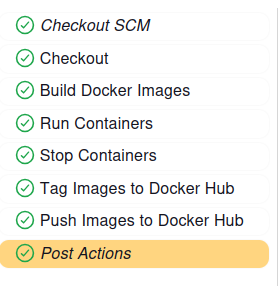 Checkout SCM
Checkout
Build Docker Images
Run Containers
Stop Containers
Tag Images to Docker Hub
Push Images to Docker Hub
Post Actions